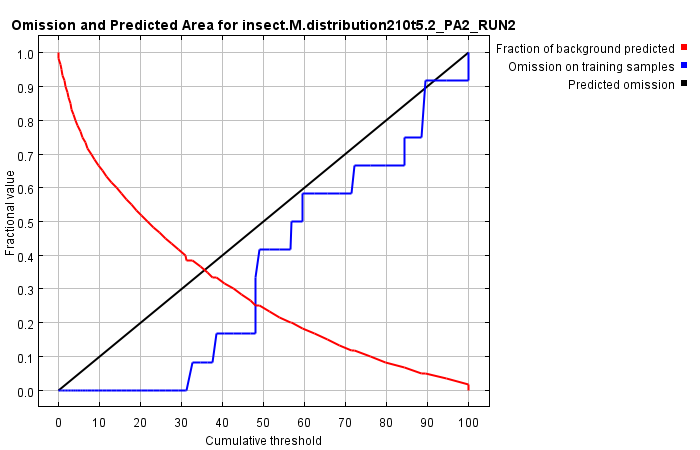 Omission and Predicted Area for insect.M.distribution210t5.2_PA2_RUN2
Fraction of background predicted
Omission on training samples
Predicted omission
1.0
0.9
0.8
0.7
0.6
0.5
0.4
0.3
0.2
0.1
0.0
Fractional value
0 10 20 30 40 50 60 70 80 90 100
Cumulative threshold